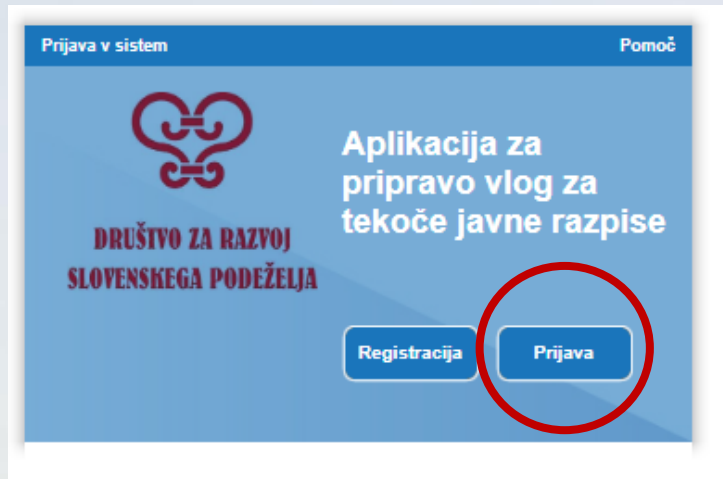 Prijava v sistem
Pomoč
DRUŠTVO ZA RAZVOJ
SLOVENSKEGA PODEŽELJA
Aplikacija za
pripravo vlog za
tekoče javne razpise
Registracija
Prijava